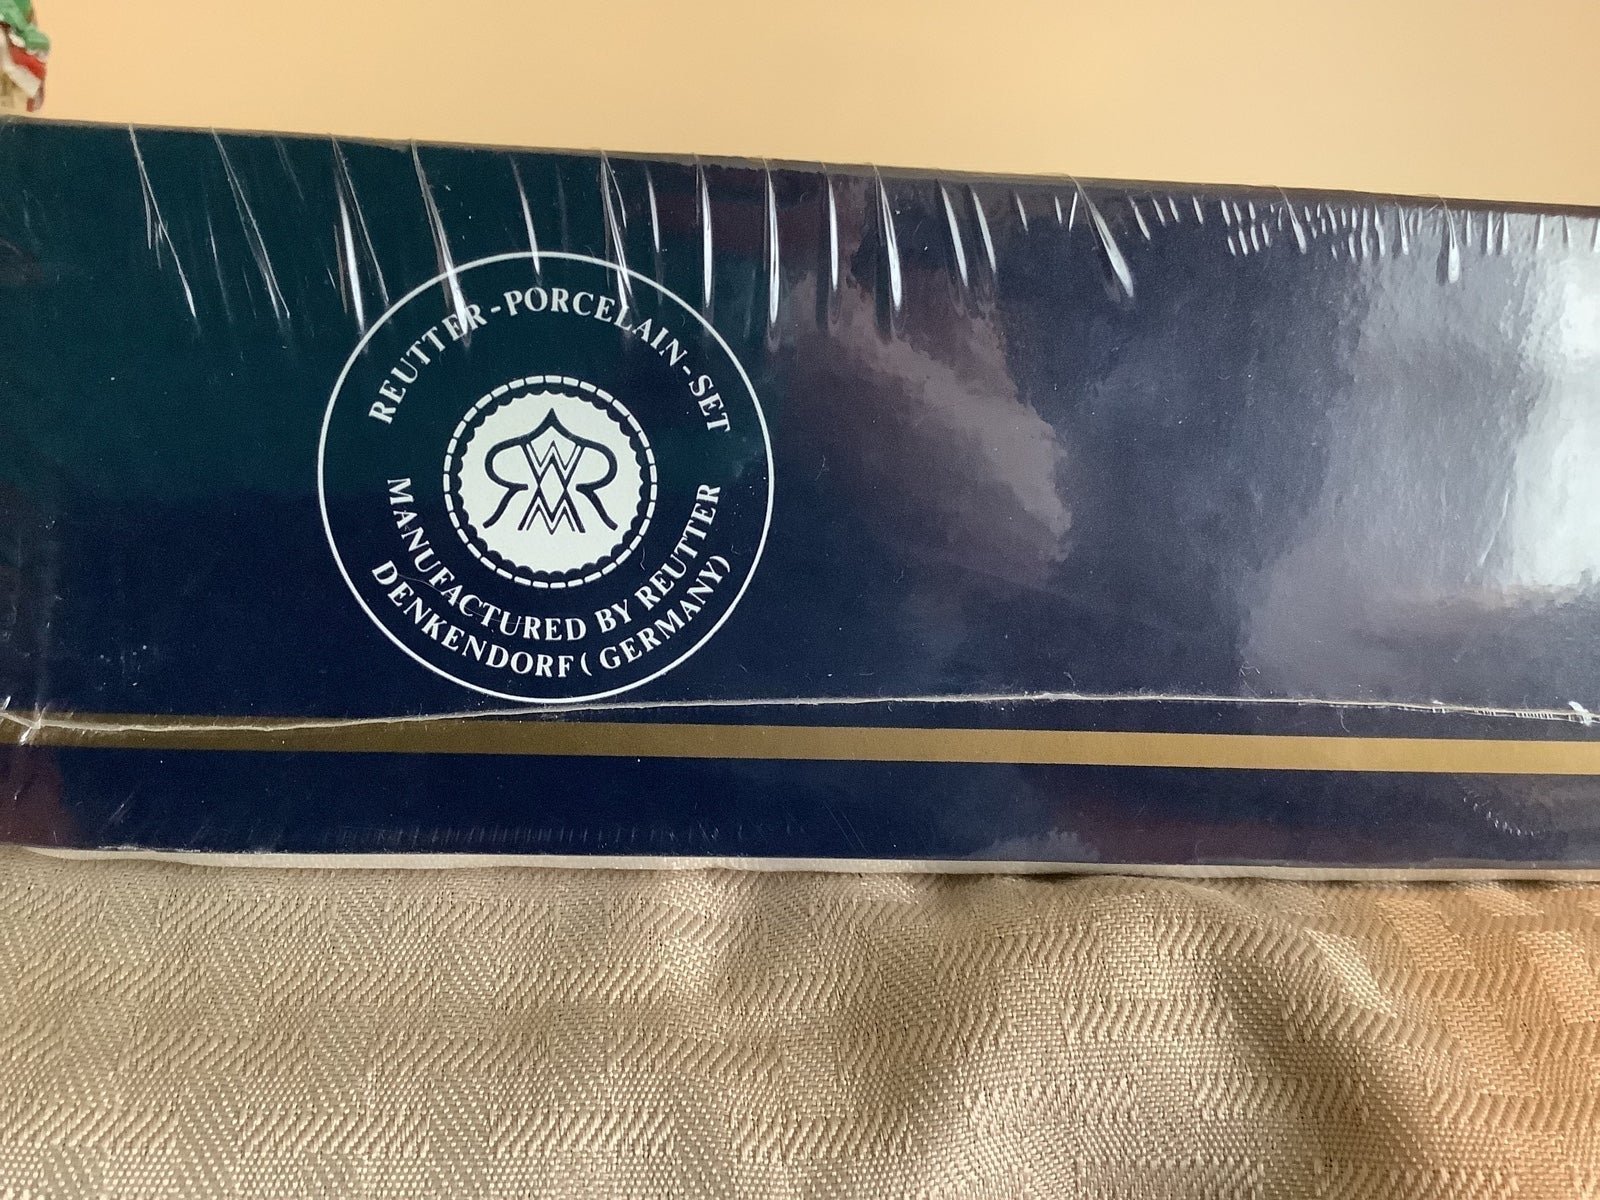 REUTTER-PORCELAIN-SET
MANUFACTURED BY REUTTER
DENKENDORF (GERMANY)